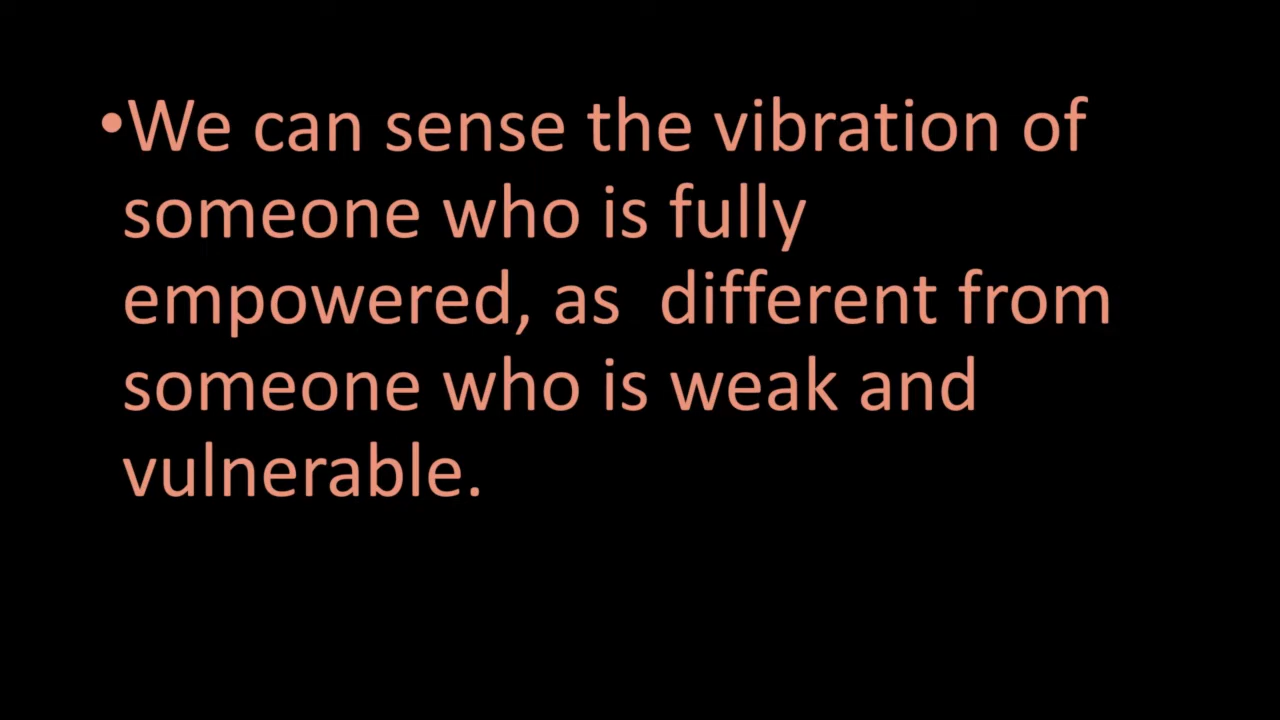 •We can sense the vibration of
someone who is fully
empowered, as  different from
someone who is weak and
vulnerable.